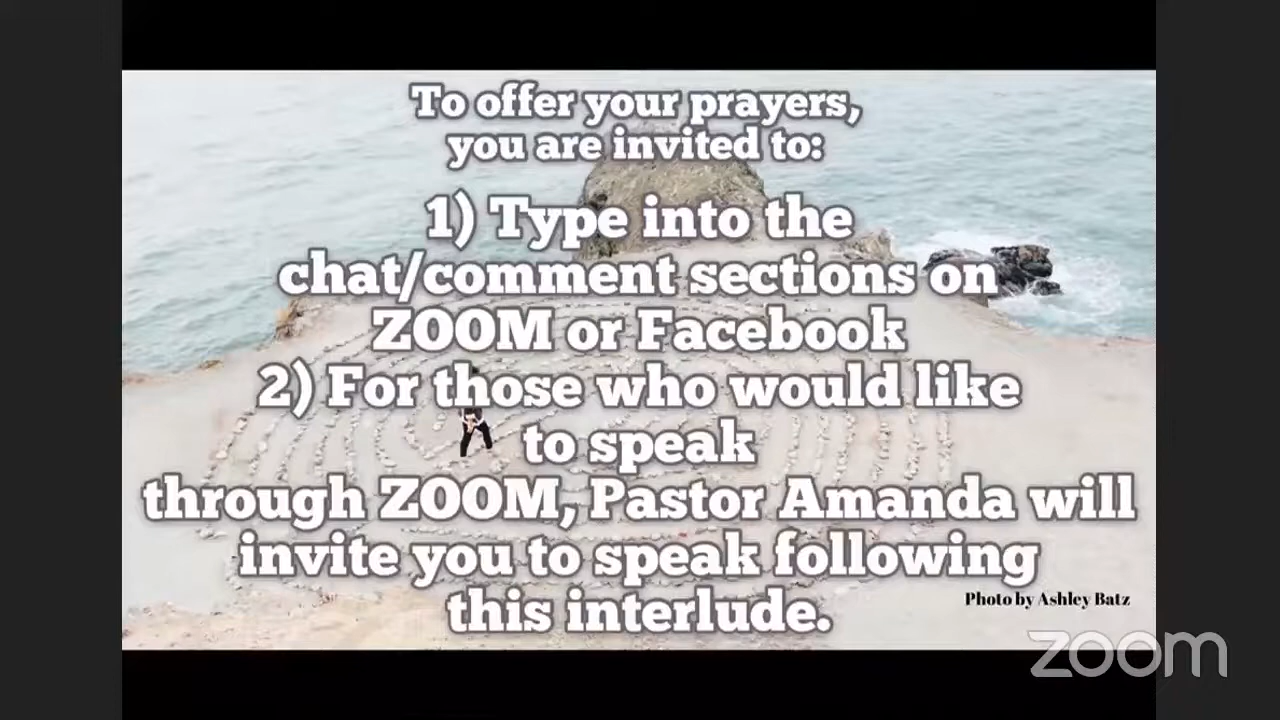 To offer your prayers,
you are invited to:
1) Type into the
chat/comment sections on
ZOOM or Facebook
2) For those who would like
to speak
through ZOOM, Pastor Amanda will
invite you to speak following
this interlude.
Photo by Ashley Batz
zoom